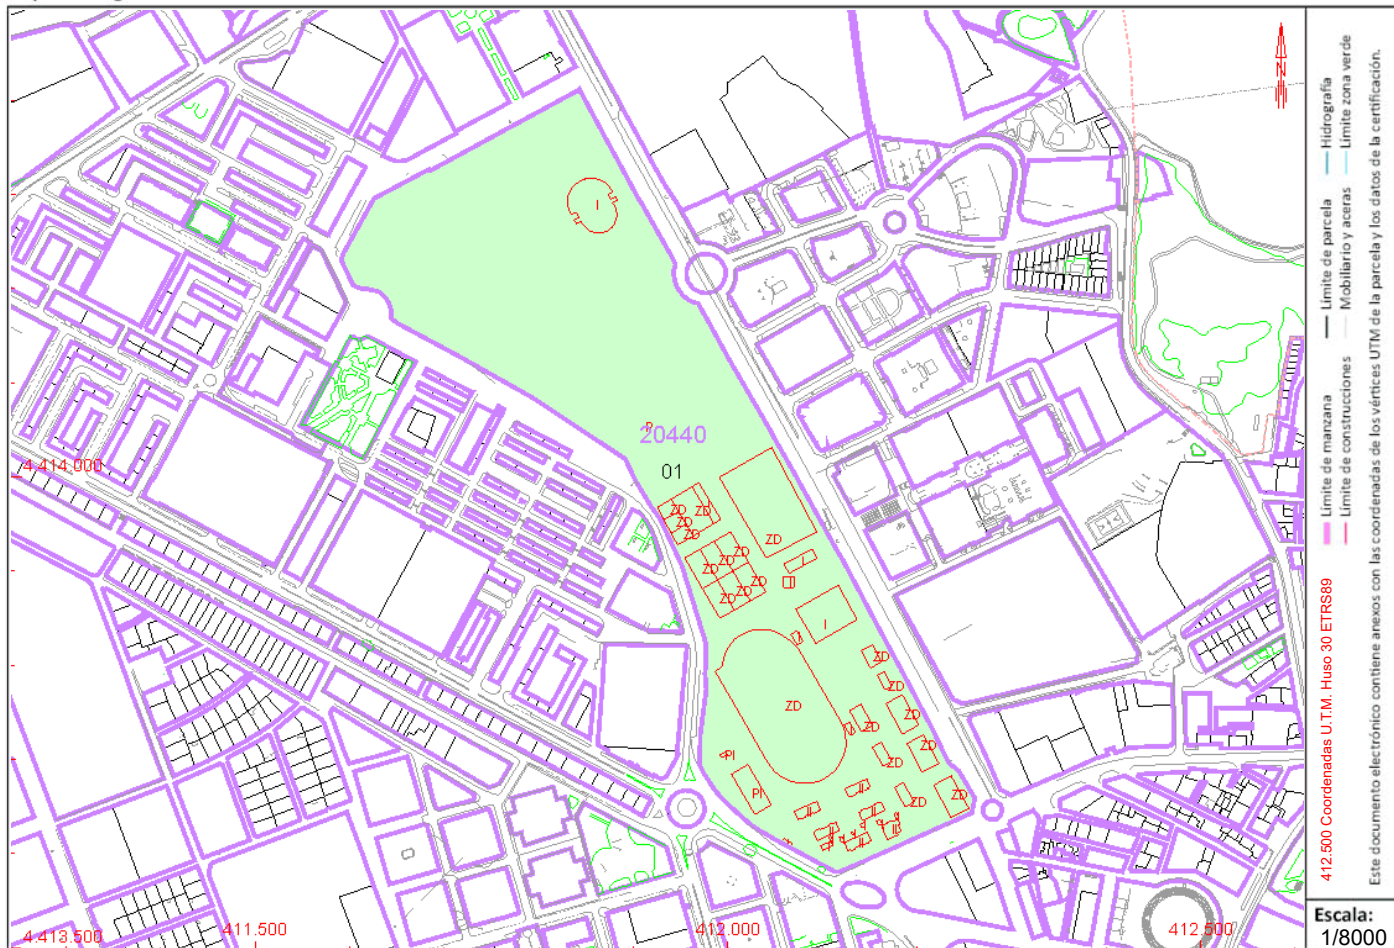 20440
01
P
I
ZD
ZD
ZD
ZD
ZD
ZD
ZD
ZD
ZD
ZD
ZD
ZD
I
I
II
ZD
ZD
ZD
ZD
ZD
ZD
ZD
ZD
ZD
PI
PI
4.414.000
4.413.500
411.500
412.000
412.500
N
412.500 Coordenadas U.T.M. Huso 30 ETRS89
Límite de manzana
Límite de parcela
Hidrografía
Límite de construcciones
Mobiliario y aceras
Límite zona verde
Este documento electrónico contiene anexos con las coordenadas de los vértices UTM de la parcela y los datos de la certificación.
Escala:
1/8000